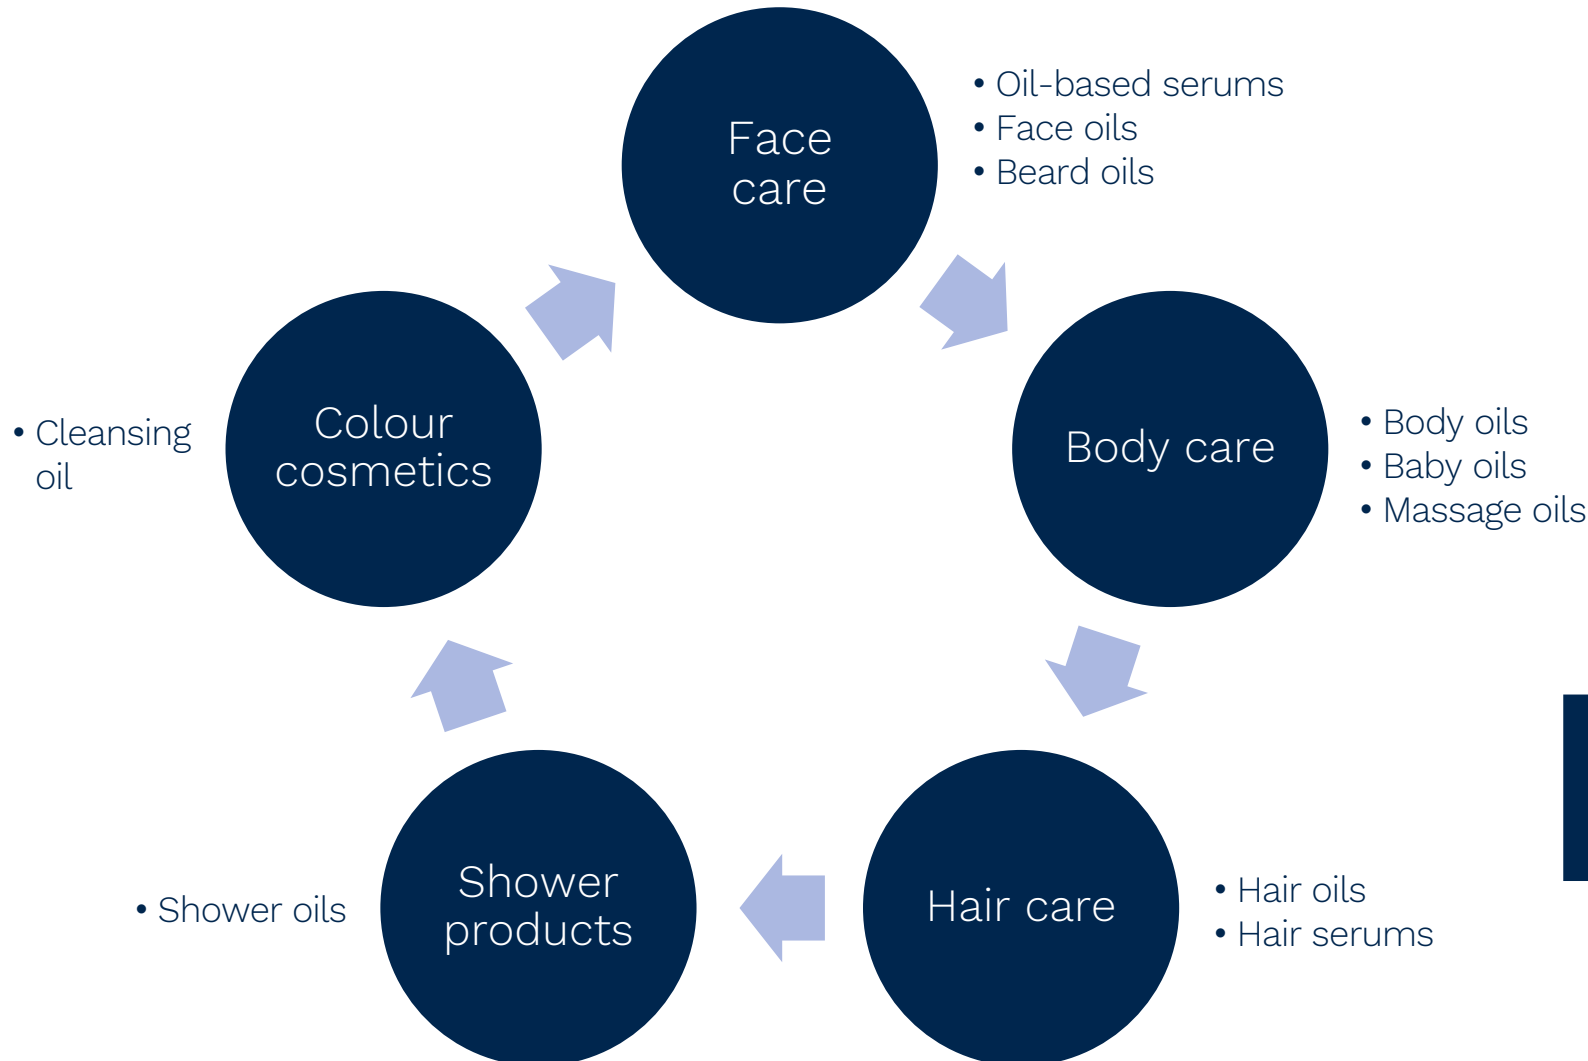 Face
care
• Oil-based serums
• Face oils
• Beard oils
Body care
• Body oils
• Baby oils
• Massage oils
Hair care
• Hair oils
• Hair serums
Shower
products
• Shower oils
Colour
cosmetics
• Cleansing
oil